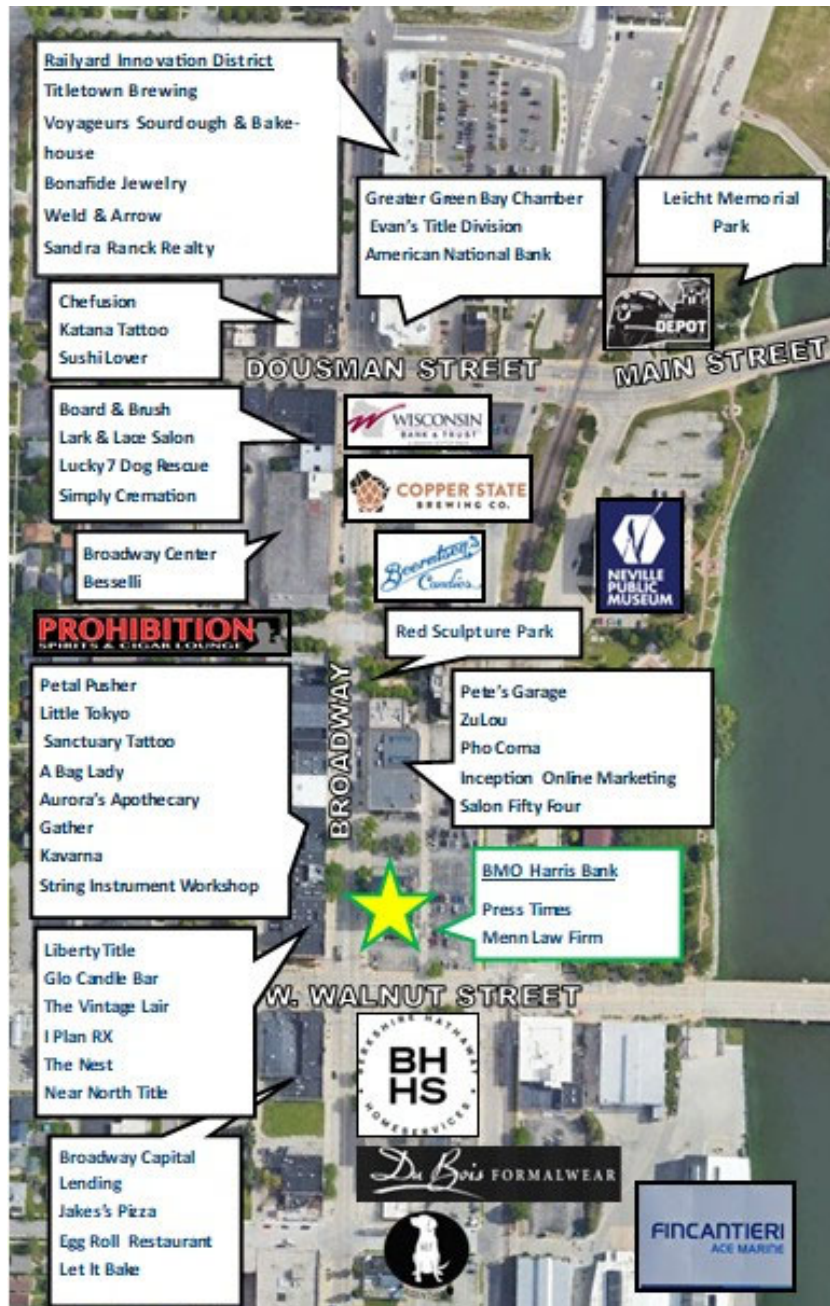 Railyard Innovation District
Titletown Brewing
Voyageurs Sourdough & Bake-
house
Bonafide Jewelry
Weld & Arrow
Sandra Ranck Realty
Greater Green Bay Chamber
Evan's Title Division
American National Bank
Leicht Memorial
Park
Chefusion
Katana Tattoo
Sushi Lover
DEPOT
DOUSMAN STREET
MAIN STREET
Board & Brush
Lark & Lace Salon
Lucky 7 Dog Rescue
Simply Cremation
WISCONSIN
BANK & TRUST
COPPER STATE
BREWING CO.
Broadway Center
Besselli
Beerntsen's
Candies
NEVILLE
PUBLIC
MUSEUM
PROHIBITION
SPIRITS & CIGAR LOUNGE
Red Sculpture Park
BROADWAY
Petal Pusher
Little Tokyo
Sanctuary Tattoo
A Bag Lady
Aurora's Apothecary
Gather
Kavarna
String Instrument Workshop
Pete's Garage
ZuLou
Pho Coma
Inception Online Marketing
Salon Fifty Four
BMO Harris Bank
Press Times
Menn Law Firm
Liberty Title
Glo Candle Bar
The Vintage Lair
I Plan RX
The Nest
Near North Title
W. WALNUT STREET
BERKSHIRE HATHAWAY
BH
HS
HOMESERVICES
Broadway Capital
Lending
Jakes's Pizza
Egg Roll Restaurant
Let It Bake
Du Bois FORMALWEAR
FINCANTIERI
ACE MARINE